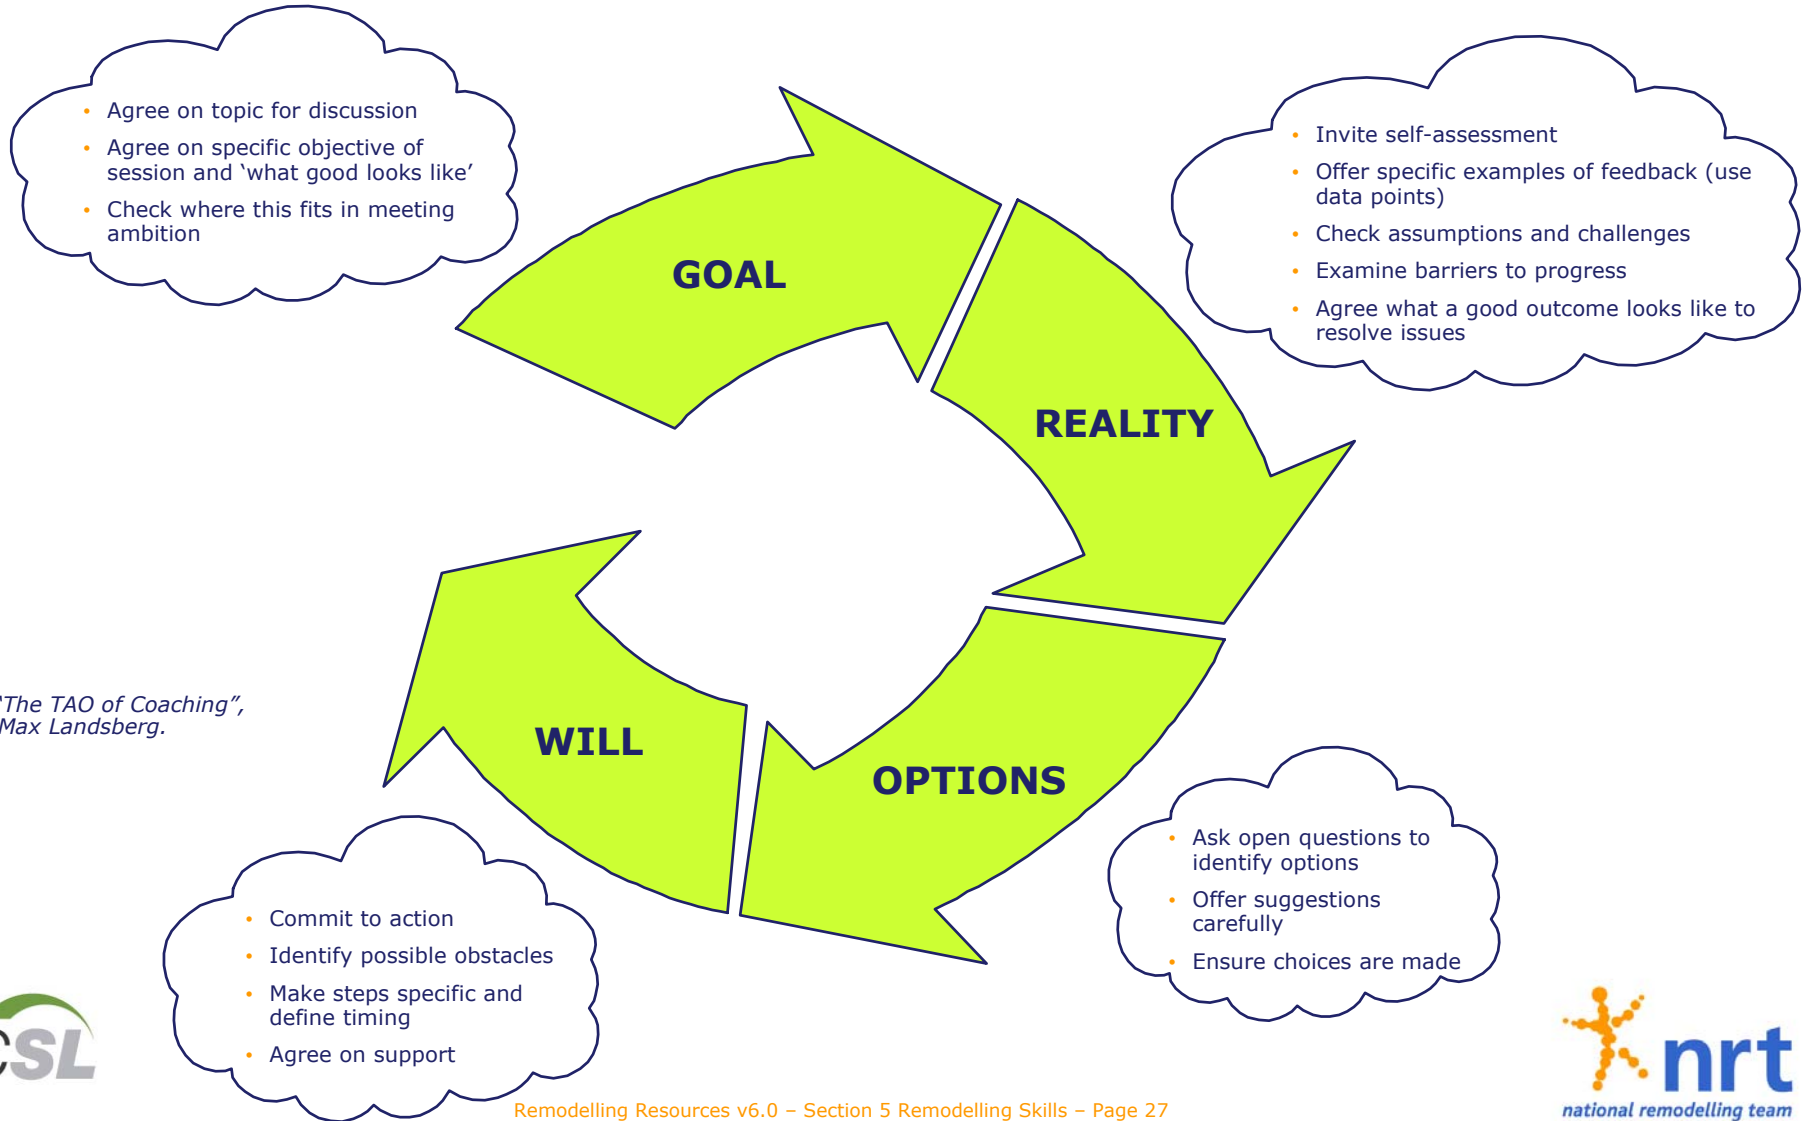 • Agree on topic for discussion
• Agree on specific objective of
session and ‘what good looks like’
• Check where this fits in meeting
ambition
• Invite self-assessment
• Offer specific examples of feedback (use
data points)
• Check assumptions and challenges
• Examine barriers to progress
• Agree what a good outcome looks like to
resolve issues
GOAL
REALITY
WILL
OPTIONS
“The TAO of Coaching”,
Max Landsberg.
• Ask open questions to
identify options
• Offer suggestions
carefully
• Ensure choices are made
• Commit to action
• Identify possible obstacles
• Make steps specific and
define timing
• Agree on support
CSL
nrt
national remodelling team
Remodelling Resources v6.0 – Section 5 Remodelling Skills – Page 27